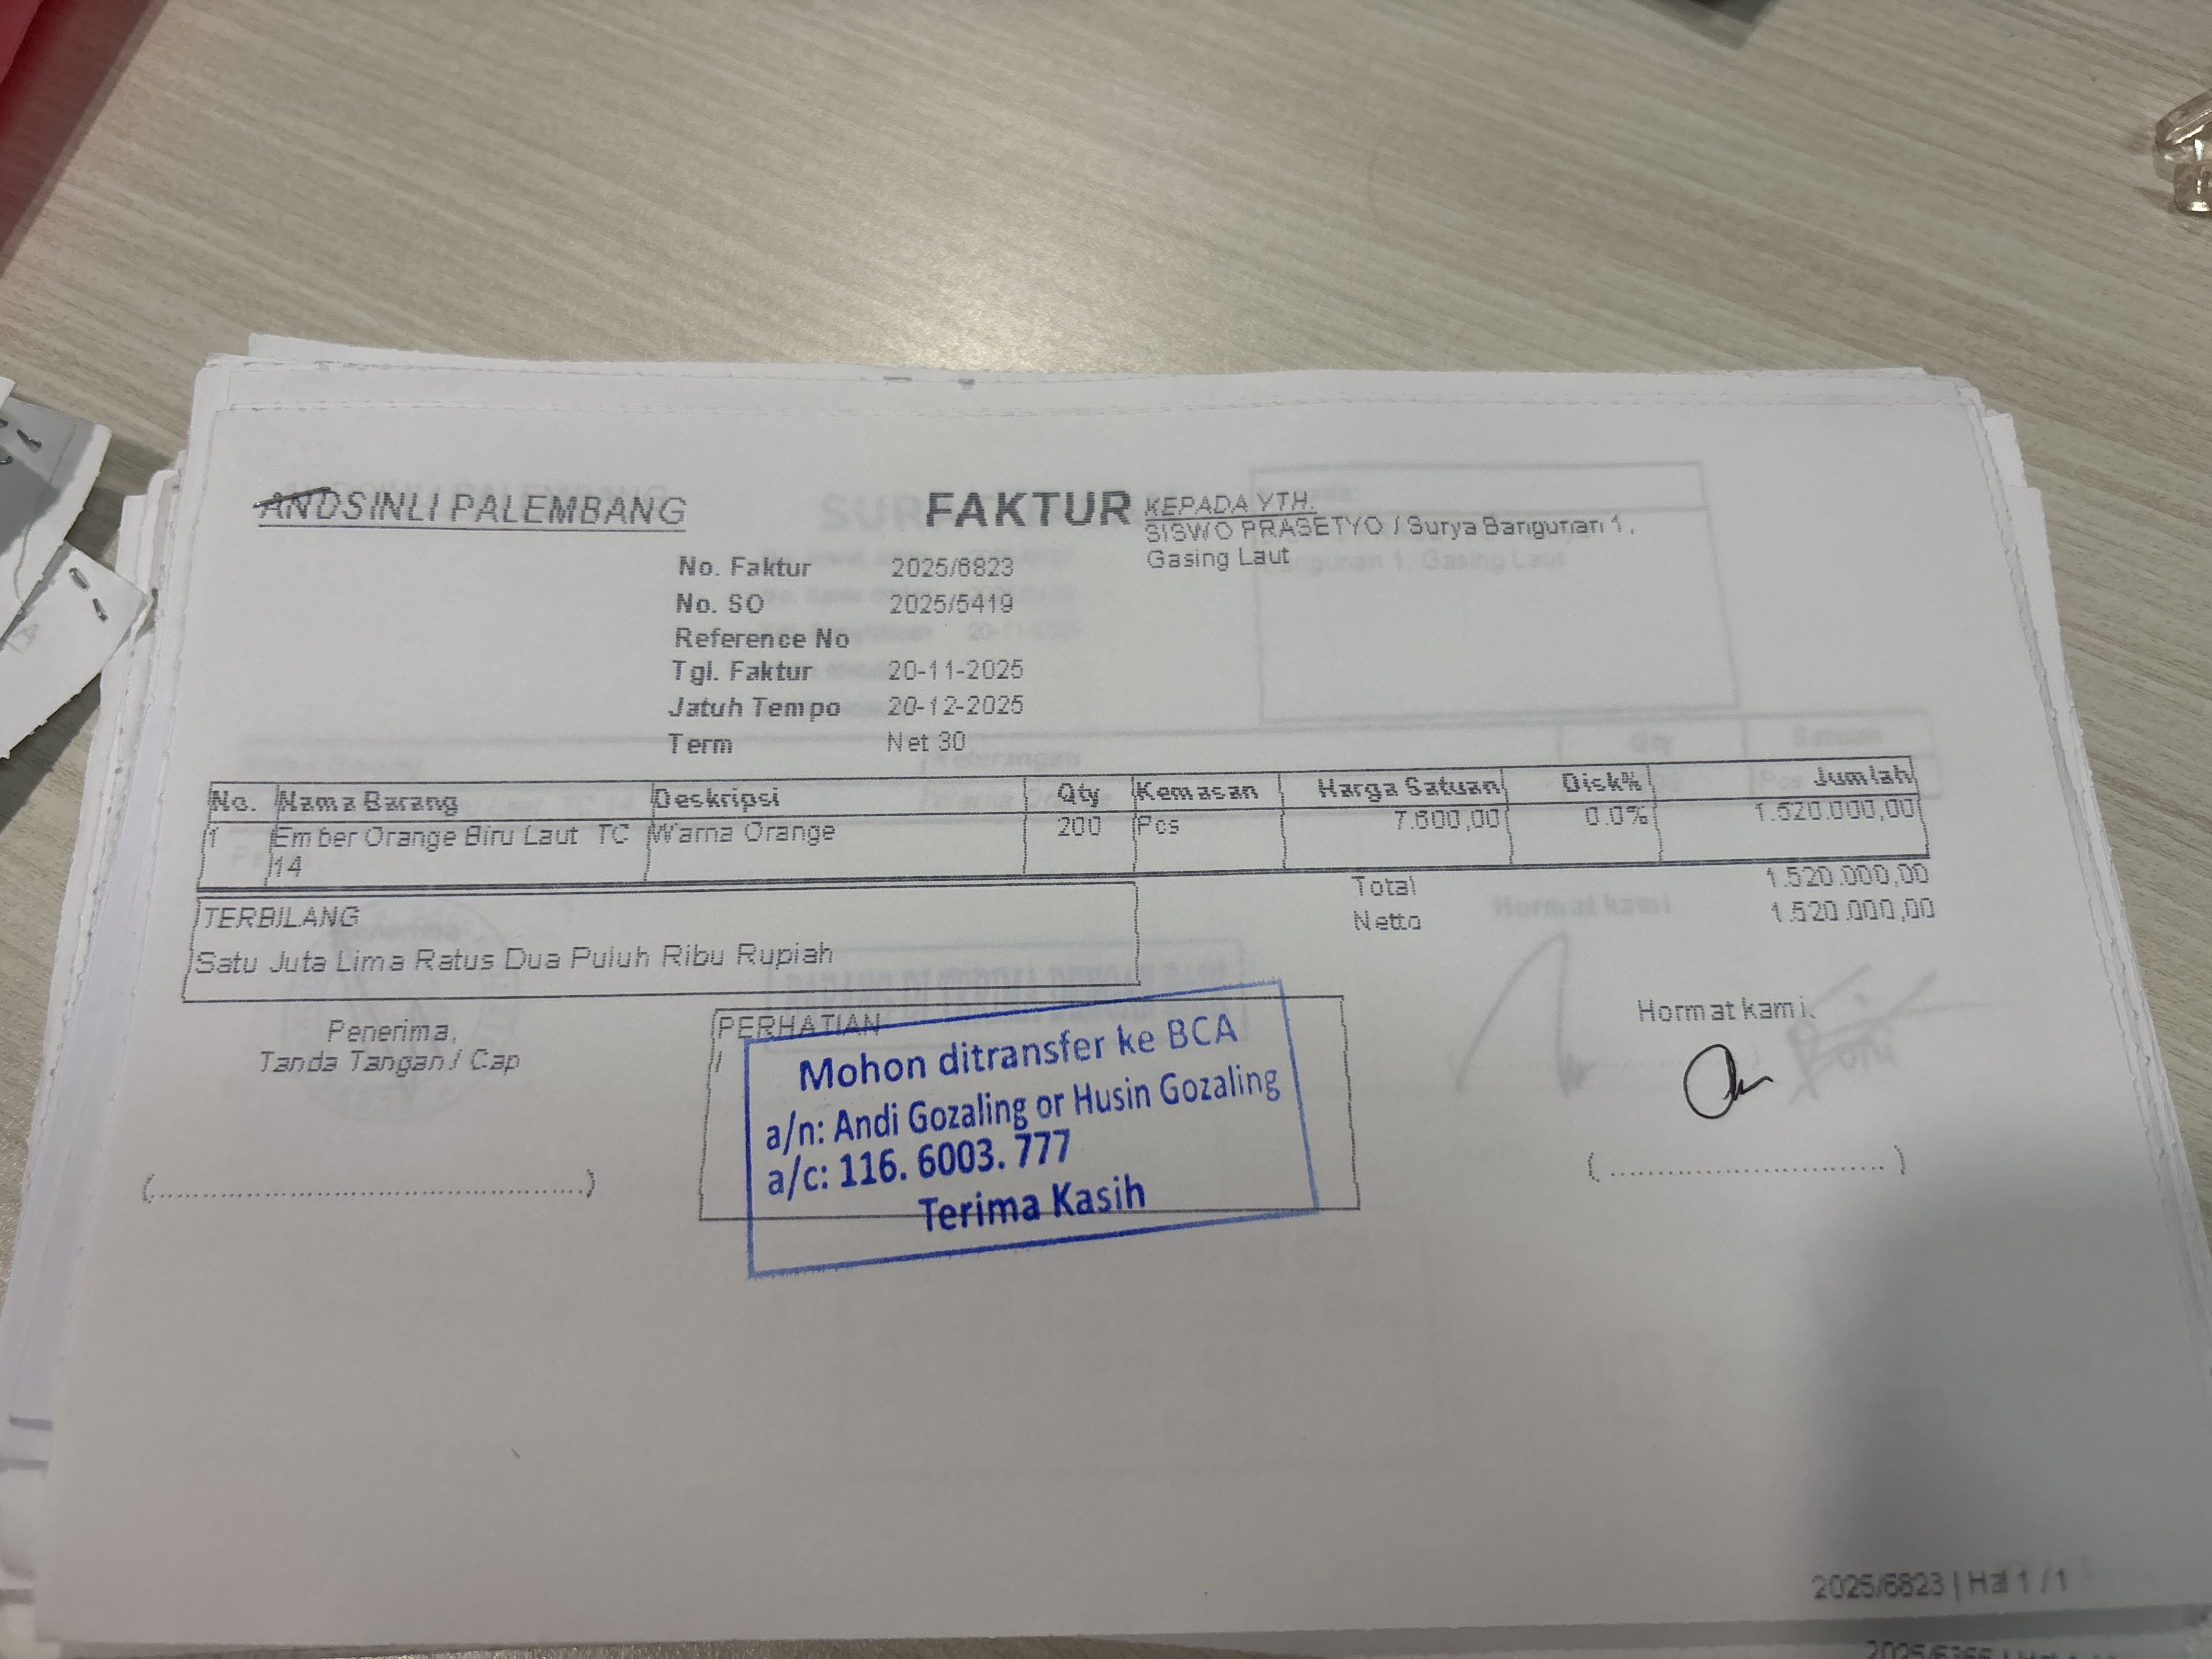 ANDSINLI PALEMBANG
FAKTUR
KEPADA YTH.
SISWO PRASETYO / Surya Bangunan 1,
Gasing Laut
No. Faktur 2025/6823
No. SO 2025/5419
Reference No
Tgl. Faktur 20-11-2025
Jatuh Tempo 20-12-2025
Term Net 30
No. Nama Barang Deskripsi Qty Kemasan Harga Satuan Disk% Jumlah
1 Ember Orange Biru Laut TC Warna Orange 200 Pcs 7.600,00 0.0% 1.520.000,00
14
Total 1.520.000,00
Netto 1.520.000,00
TERBILANG
Satu Juta Lima Ratus Dua Puluh Ribu Rupiah
Penerima,
Tanda Tangan / Cap
(..............................................)
PERHATIAN
Mohon ditransfer ke BCA
a/n: Andi Gozaling or Husin Gozaling
a/c: 116. 6003. 777
Terima Kasih
Hormat kami,
(.............................)
2025/6823 | Hal 1 / 1